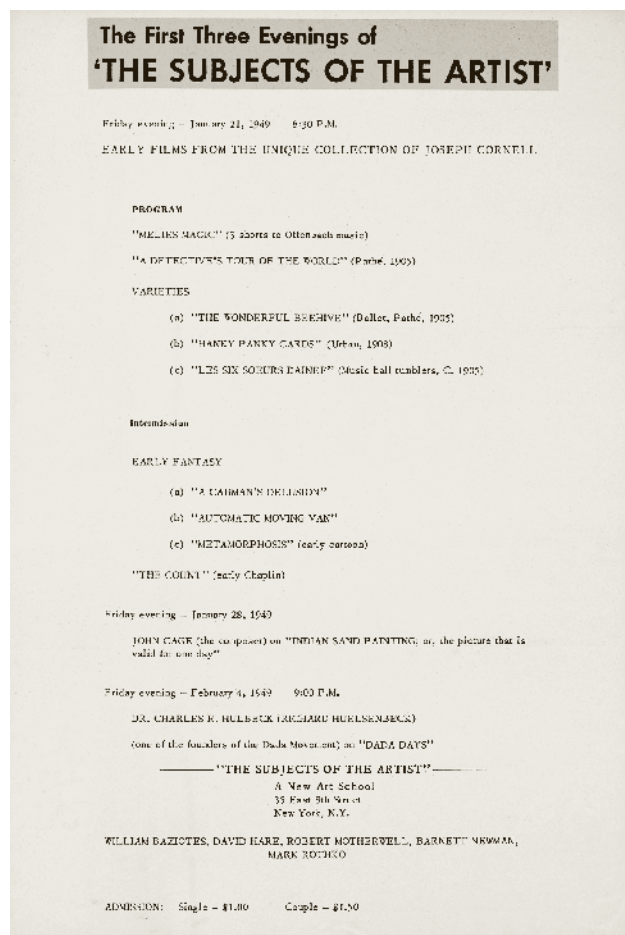 The First Three Evenings of
'THE SUBJECTS OF THE ARTIST'
Friday evening – January 21, 1949 8:30 P.M.
EARLY FILMS FROM THE UNIQUE COLLECTION OF JOSEPH CORNELL
PROGRAM
"MELIES MAGIC" (3 shorts to Offenbach music)
"A DETECTIVE'S TOUR OF THE WORLD" (Pathé, 1905)
VARIETIES
(a) "THE WONDERFUL BEEHIVE" (Ballet, Pathé, 1905)
(b) "HANKY PANKY CARDS" (Urban, 1908)
(c) "LES SIX SOEURS DAINEF" (Music hall tumblers, C. 1905)
Intermission
EARLY FANTASY
(a) "A CABMAN'S DELUSION"
(b) "AUTOMATIC MOVING VAN"
(c) "METAMORPHOSIS" (early cartoon)
"THE COUNT" (early Chaplin)
Friday evening – January 28, 1949
JOHN CAGE (the composer) on "INDIAN SAND PAINTING, or, the picture that is
valid for one day"
Friday evening – February 4, 1949 9:00 P.M.
DR. CHARLES R. HULBECK (RICHARD HUELSENBECK)
(one of the founders of the Dada Movement) on "DADA DAYS"
"THE SUBJECTS OF THE ARTIST"
A New Art School
35 East 8th Street
New York, N.Y.
WILLIAM BAZIOTES, DAVID HARE, ROBERT MOTHERWELL, BARNETT NEWMAN,
MARK ROTHKO
ADMISSION: Single – $1.00 Couple – $1.50